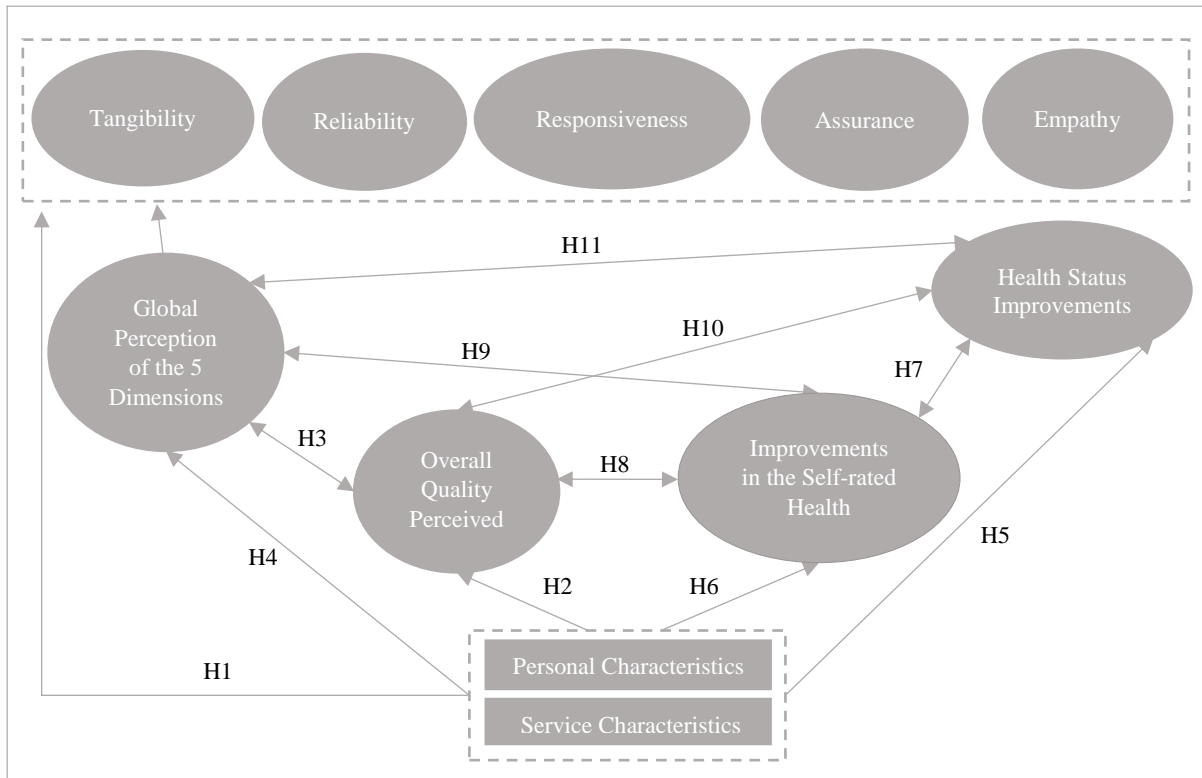 Tangibility
Reliability
Responsiveness
Assurance
Empathy
H11
Health Status
Improvements
Global
Perception
of the 5
Dimensions
H10
H9
H7
H3
Overall
Quality
Perceived
H8
Improvements
in the Self-rated
Health
H5
H4
H2
H6
H1
Personal Characteristics
Service Characteristics